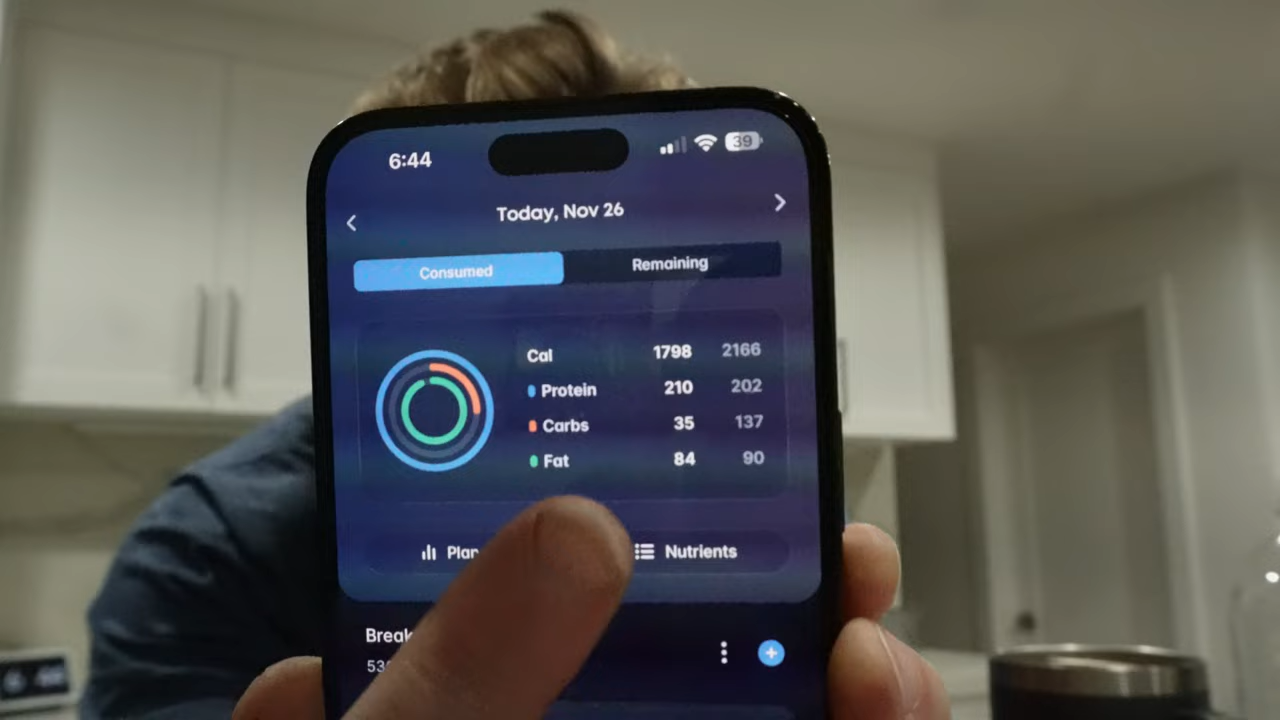 6:44 39
Today, Nov 26
Consumed Remaining
Cal 1798 2166
Protein 210 202
Carbs 35 137
Fat 84 90
Nutrients